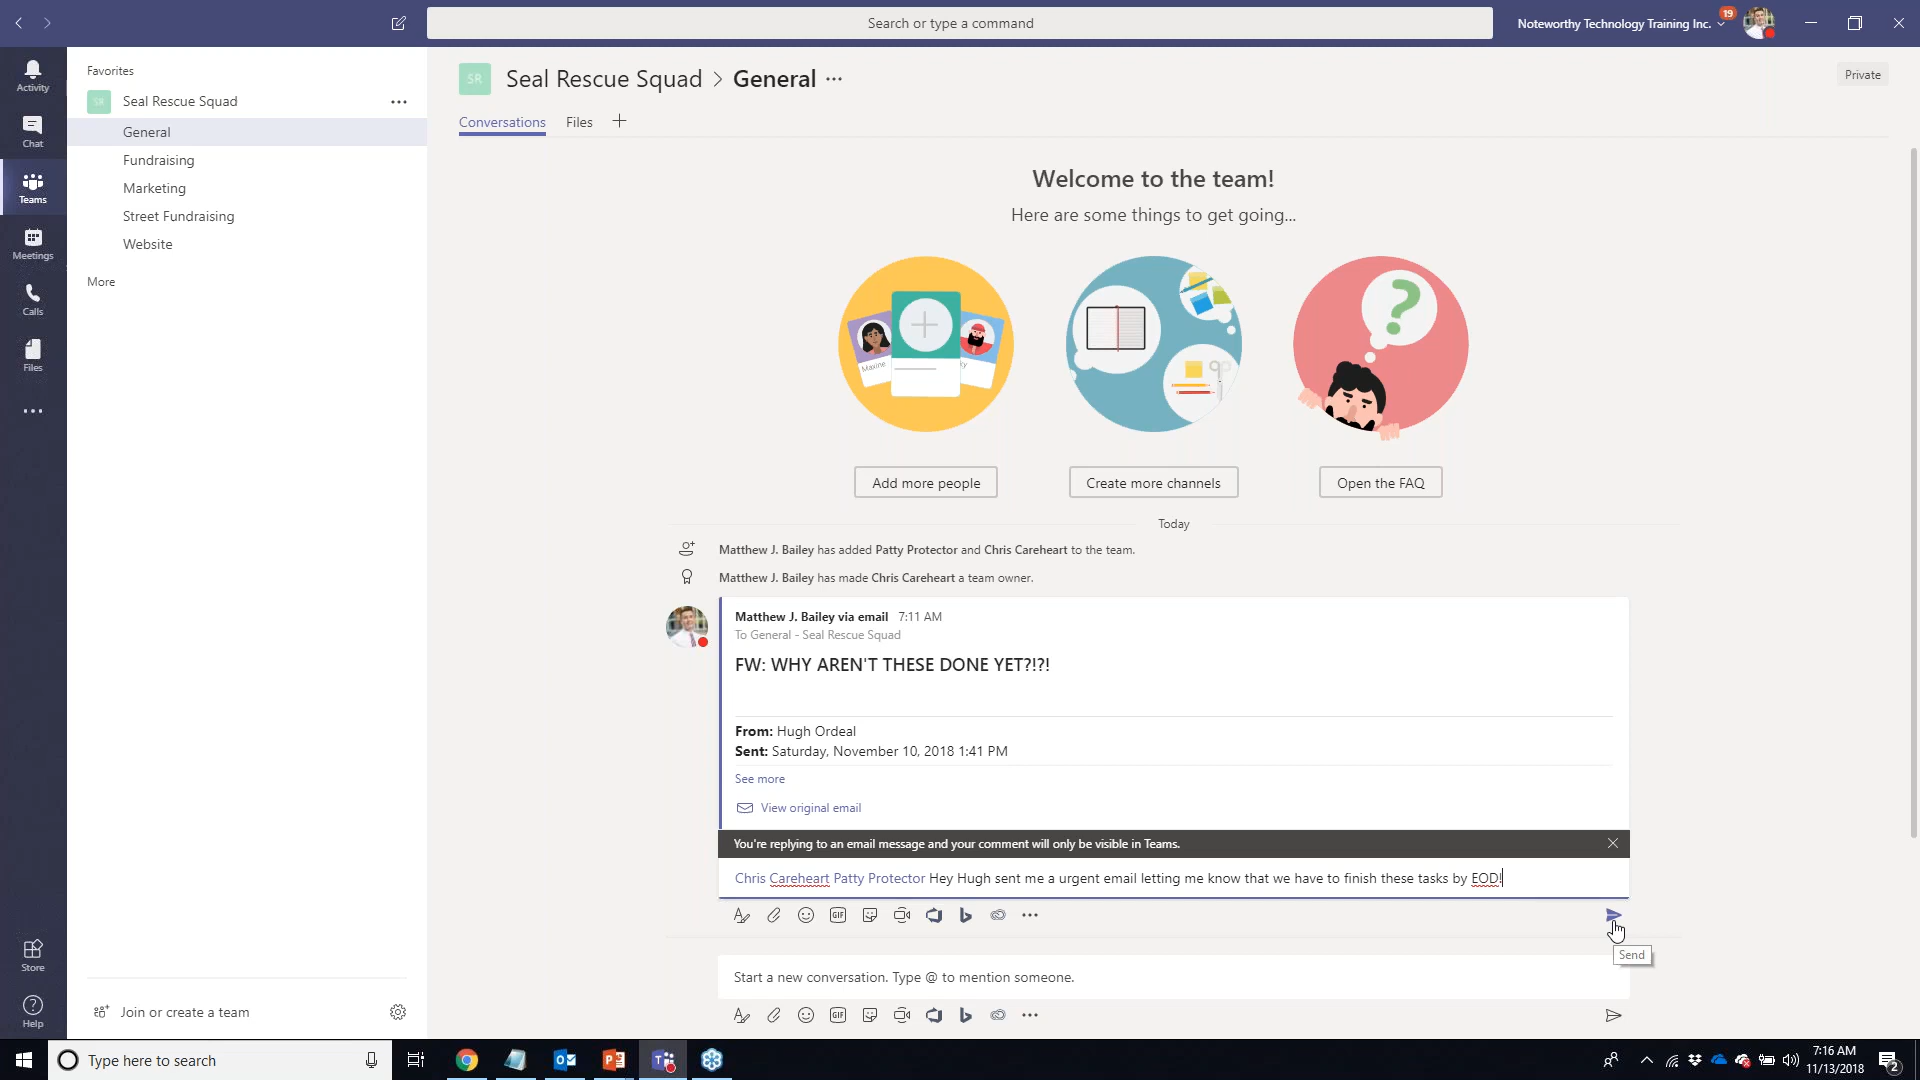 Search or type a command
Noteworthy Technology Training Inc.
19
Activity
Chat
Teams
Meetings
Calls
Files
Store
Help
Favorites
SR Seal Rescue Squad
General
Fundraising
Marketing
Street Fundraising
Website
More
Join or create a team
SR Seal Rescue Squad > General
Private
Conversations Files
Welcome to the team!
Here are some things to get going...
Maxine
Add more people
Create more channels
Open the FAQ
Today
Matthew J. Bailey has added Patty Protector and Chris Careheart to the team.
Matthew J. Bailey has made Chris Careheart a team owner.
Matthew J. Bailey via email 7:11 AM
To General - Seal Rescue Squad
FW: WHY AREN'T THESE DONE YET?!?!
From: Hugh Ordeal
Sent: Saturday, November 10, 2018 1:41 PM
See more
View original email
You're replying to an email message and your comment will only be visible in Teams.
Chris Careheart Patty Protector Hey Hugh sent me a urgent email letting me know that we have to finish these tasks by EOD!
GIF
Send
Start a new conversation. Type @ to mention someone.
GIF
Type here to search
7:16 AM
11/13/2018
2